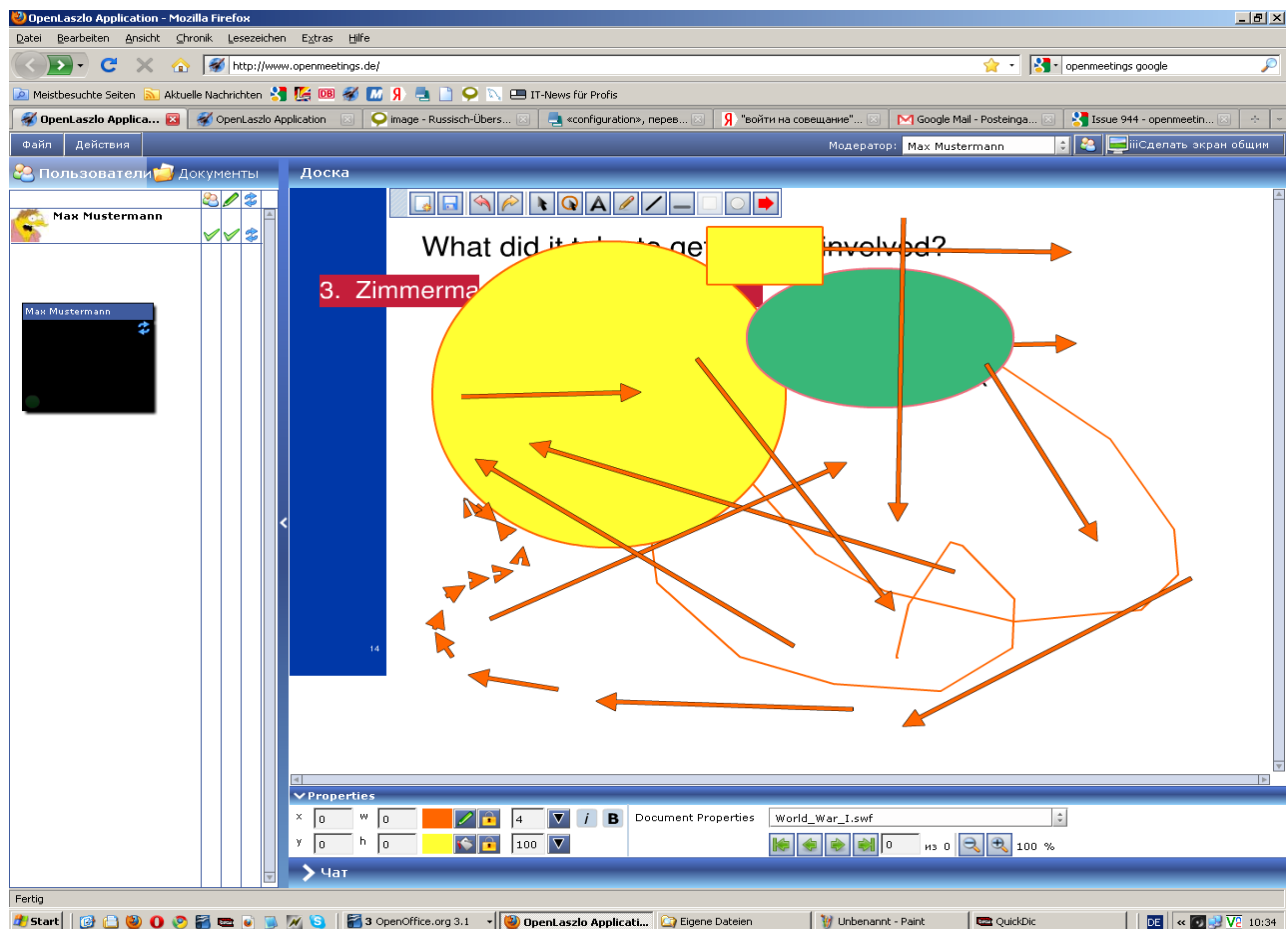 OpenLaszlo Application - Mozilla Firefox
Datei Bearbeiten Ansicht Chronik Lesezeichen Extras Hilfe
http://www.openmeetings.de/ openmeetings google
Meistbesuchte Seiten Aktuelle Nachrichten IT-News für Profis
OpenLaszlo Applica... OpenLaszlo Application image - Russisch-Übers... «configuration», перев... "войти на совещание"... Google Mail - Posteinga... Issue 944 - openmeetin...
Файл Действия Модератор: Max Mustermann iiiСделать экран общим
Пользователи Документы Доска
Max Mustermann
What did it ge involved?
3. Zimmerma
Max Mustermann
14
Properties
x 0 w 0 4 i B Document Properties World_War_I.swf
y 0 h 0 100 0 из 0 100 %
Чат
Fertig
Start 3 OpenOffice.org 3.1 OpenLaszlo Applicati... Eigene Dateien Unbenannt - Paint QuickDic DE 10:34